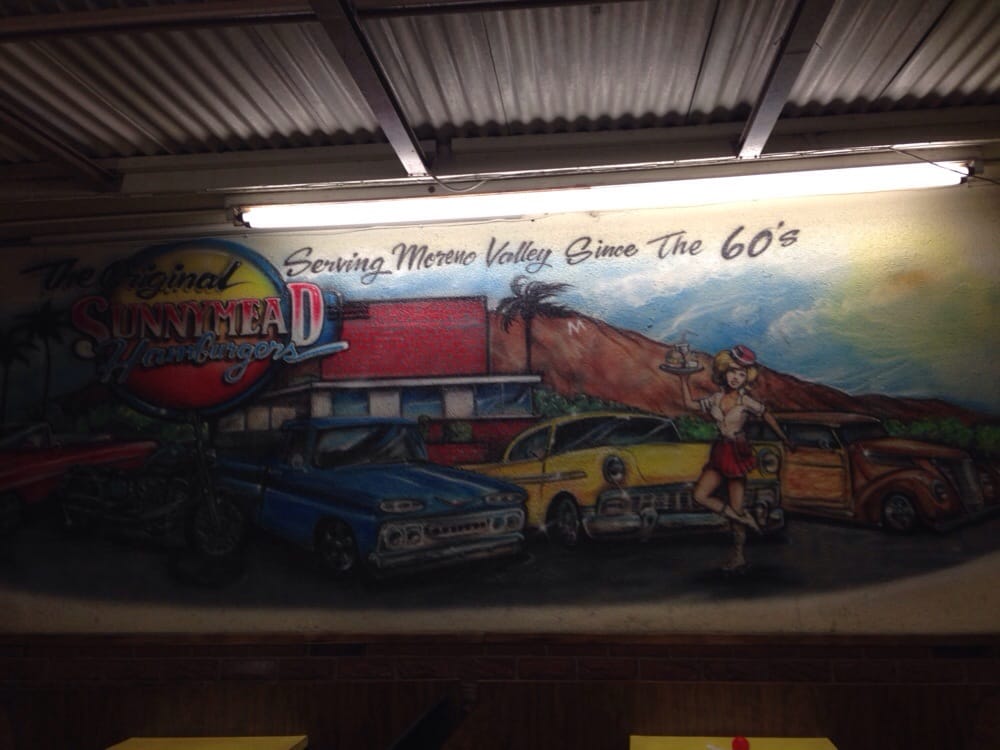 The Original
SUNNYMEAD
Hamburgers
Serving Moreno Valley Since The 60's
M